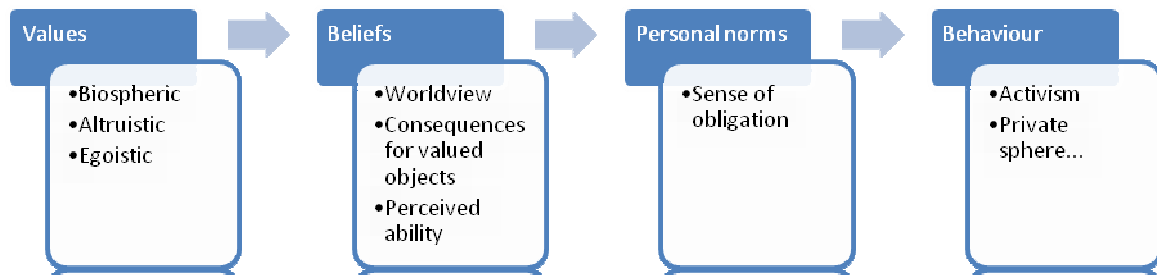 Values
•Biospheric
•Altruistic
•Egoistic
Beliefs
•Worldview
•Consequences
for valued
objects
•Perceived
ability
Personal norms
•Sense of
obligation
Behaviour
•Activism
•Private
sphere...